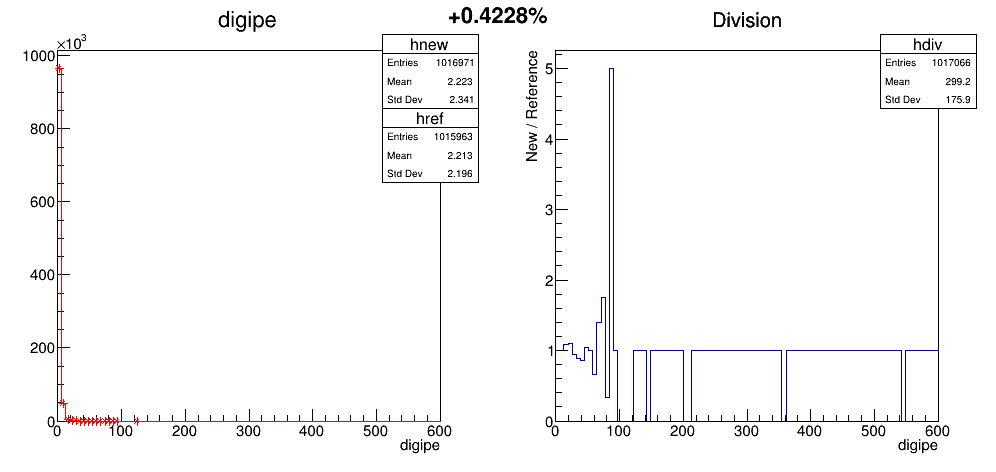 +0.4228%
digipe
×10³
1000
800
600
400
200
0
0 100 200 300 400 500 600
digipe
hnew
Entries 1016971
Mean 2.223
Std Dev 2.341
href
Entries 1015963
Mean 2.213
Std Dev 2.196
Division
New / Reference
5
4
3
2
1
0
0 100 200 300 400 500 600
digipe
hdiv
Entries 1017066
Mean 299.2
Std Dev 175.9